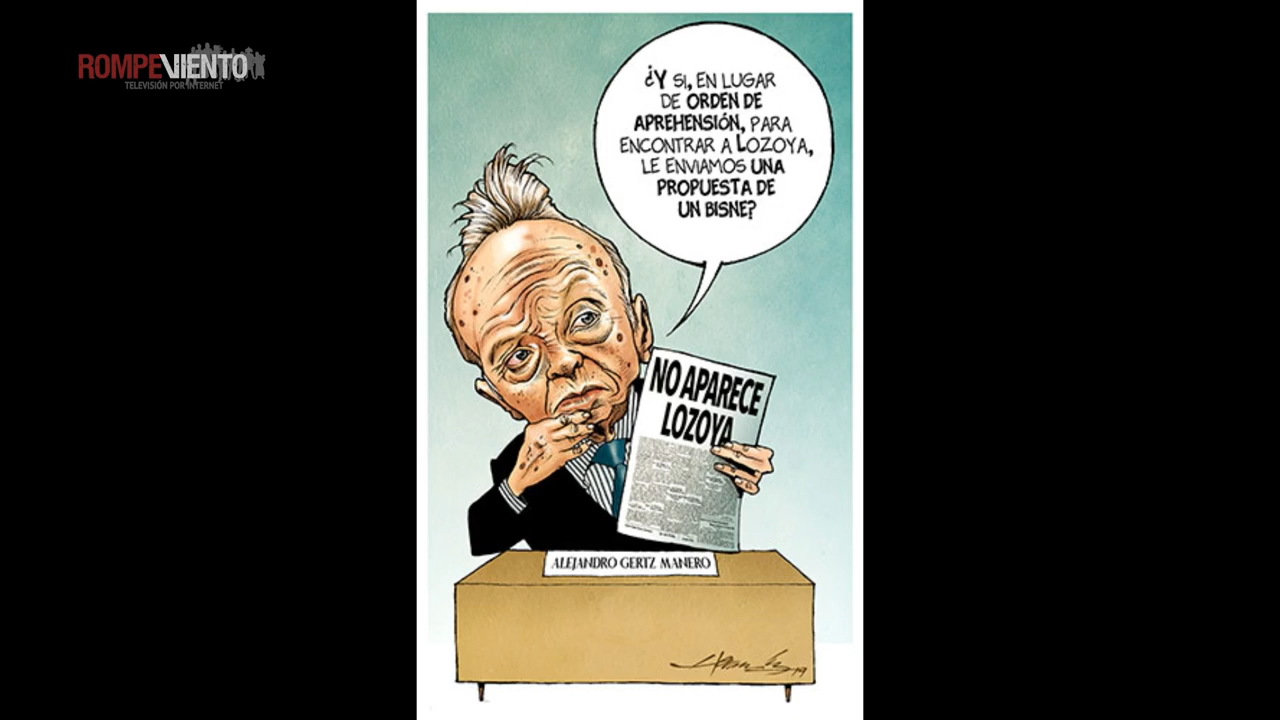 ROMPEVIENTO
TELEVISIÓN POR INTERNET
¿Y SI, EN LUGAR
DE ORDEN DE
APREHENSIÓN, PARA
ENCONTRAR A LOZOYA,
LE ENVIAMOS UNA
PROPUESTA DE
UN BISNE?
NO APARECE
LOZOYA
ALEJANDRO GERTZ MANERO